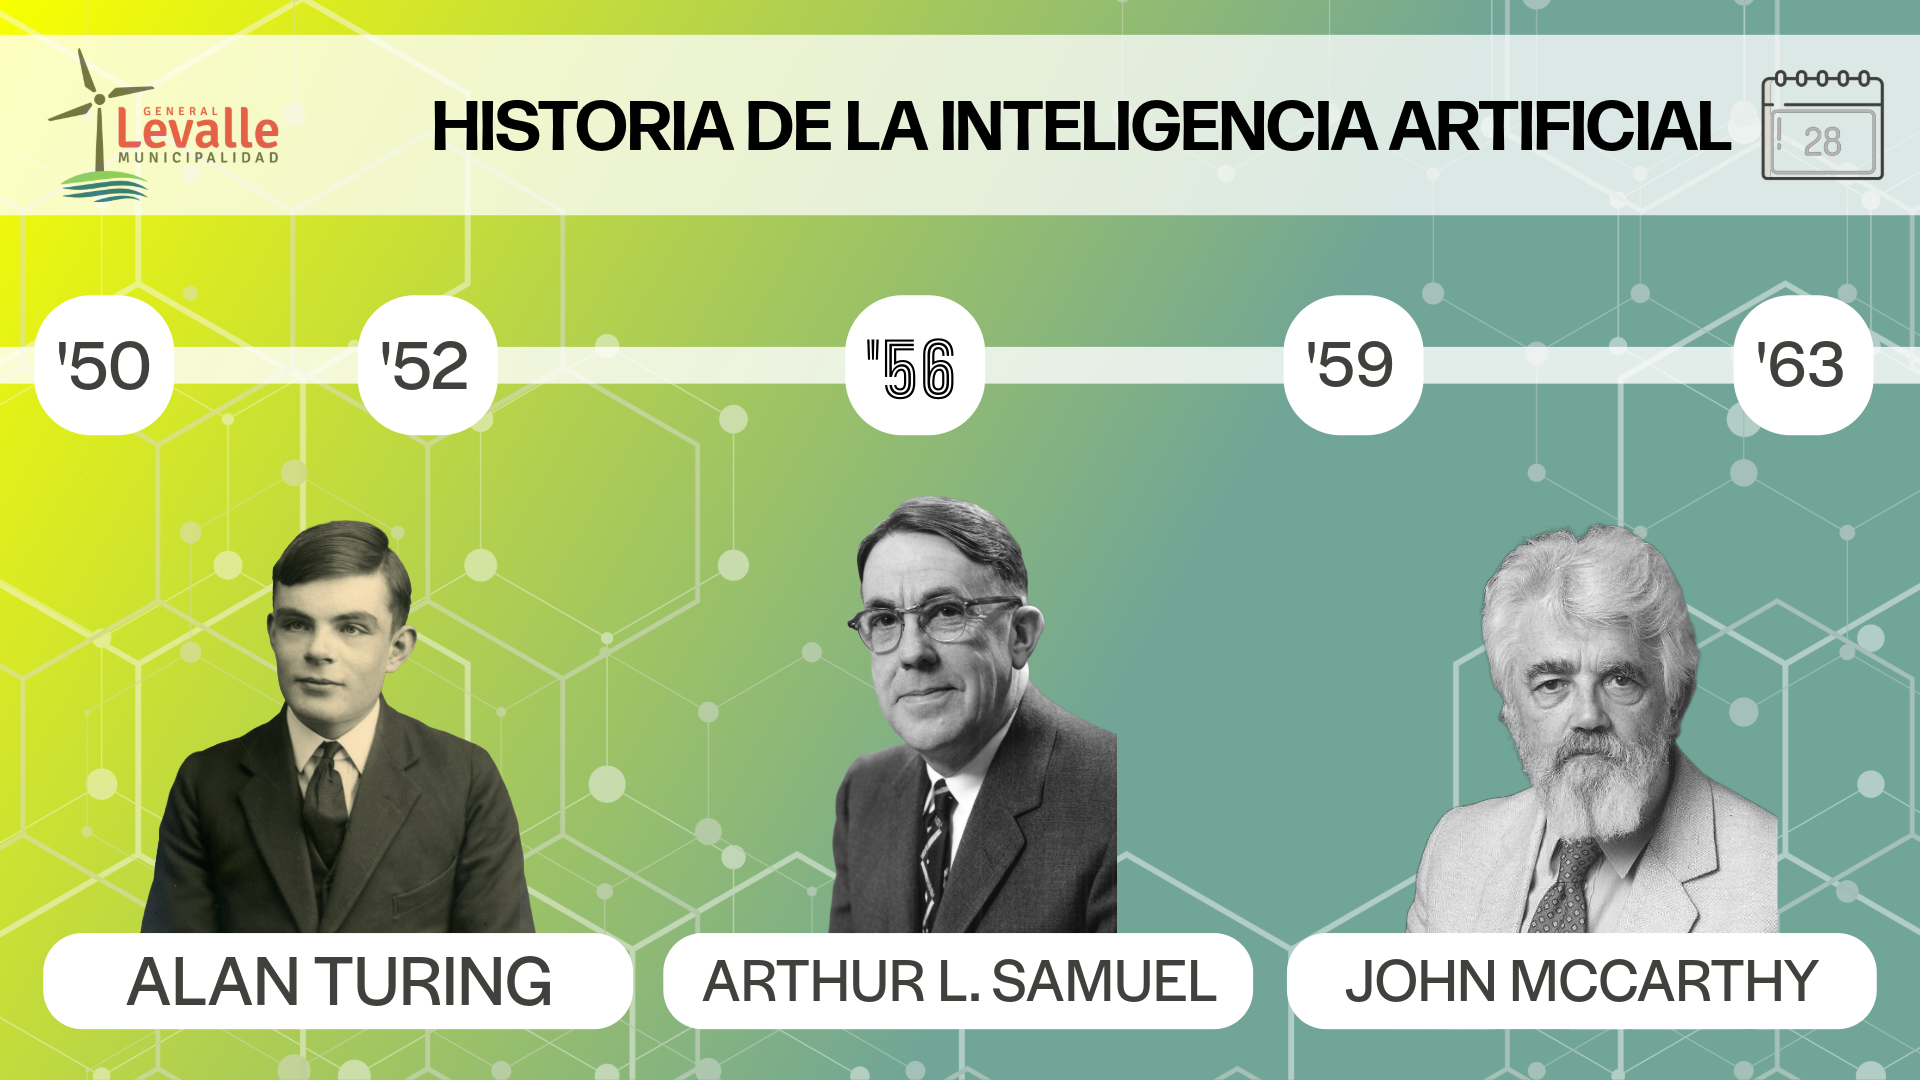 GENERAL
Levalle
MUNICIPALIDAD
HISTORIA DE LA INTELIGENCIA ARTIFICIAL
28
'50
'52
'56
'59
'63
ALAN TURING
ARTHUR L. SAMUEL
JOHN MCCARTHY